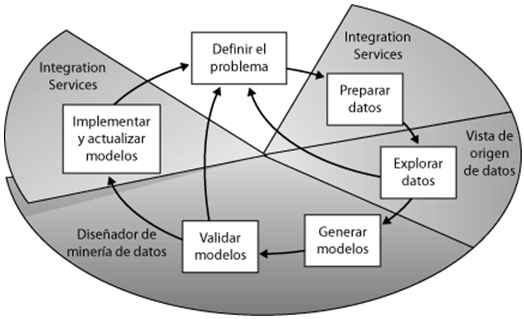 Definir el
problema
Integration
Services
Preparar
datos
Vista de
origen
de datos
Explorar
datos
Generar
modelos
Validar
modelos
Diseñador de
minería de datos
Implementar
y actualizar
modelos
Integration
Services